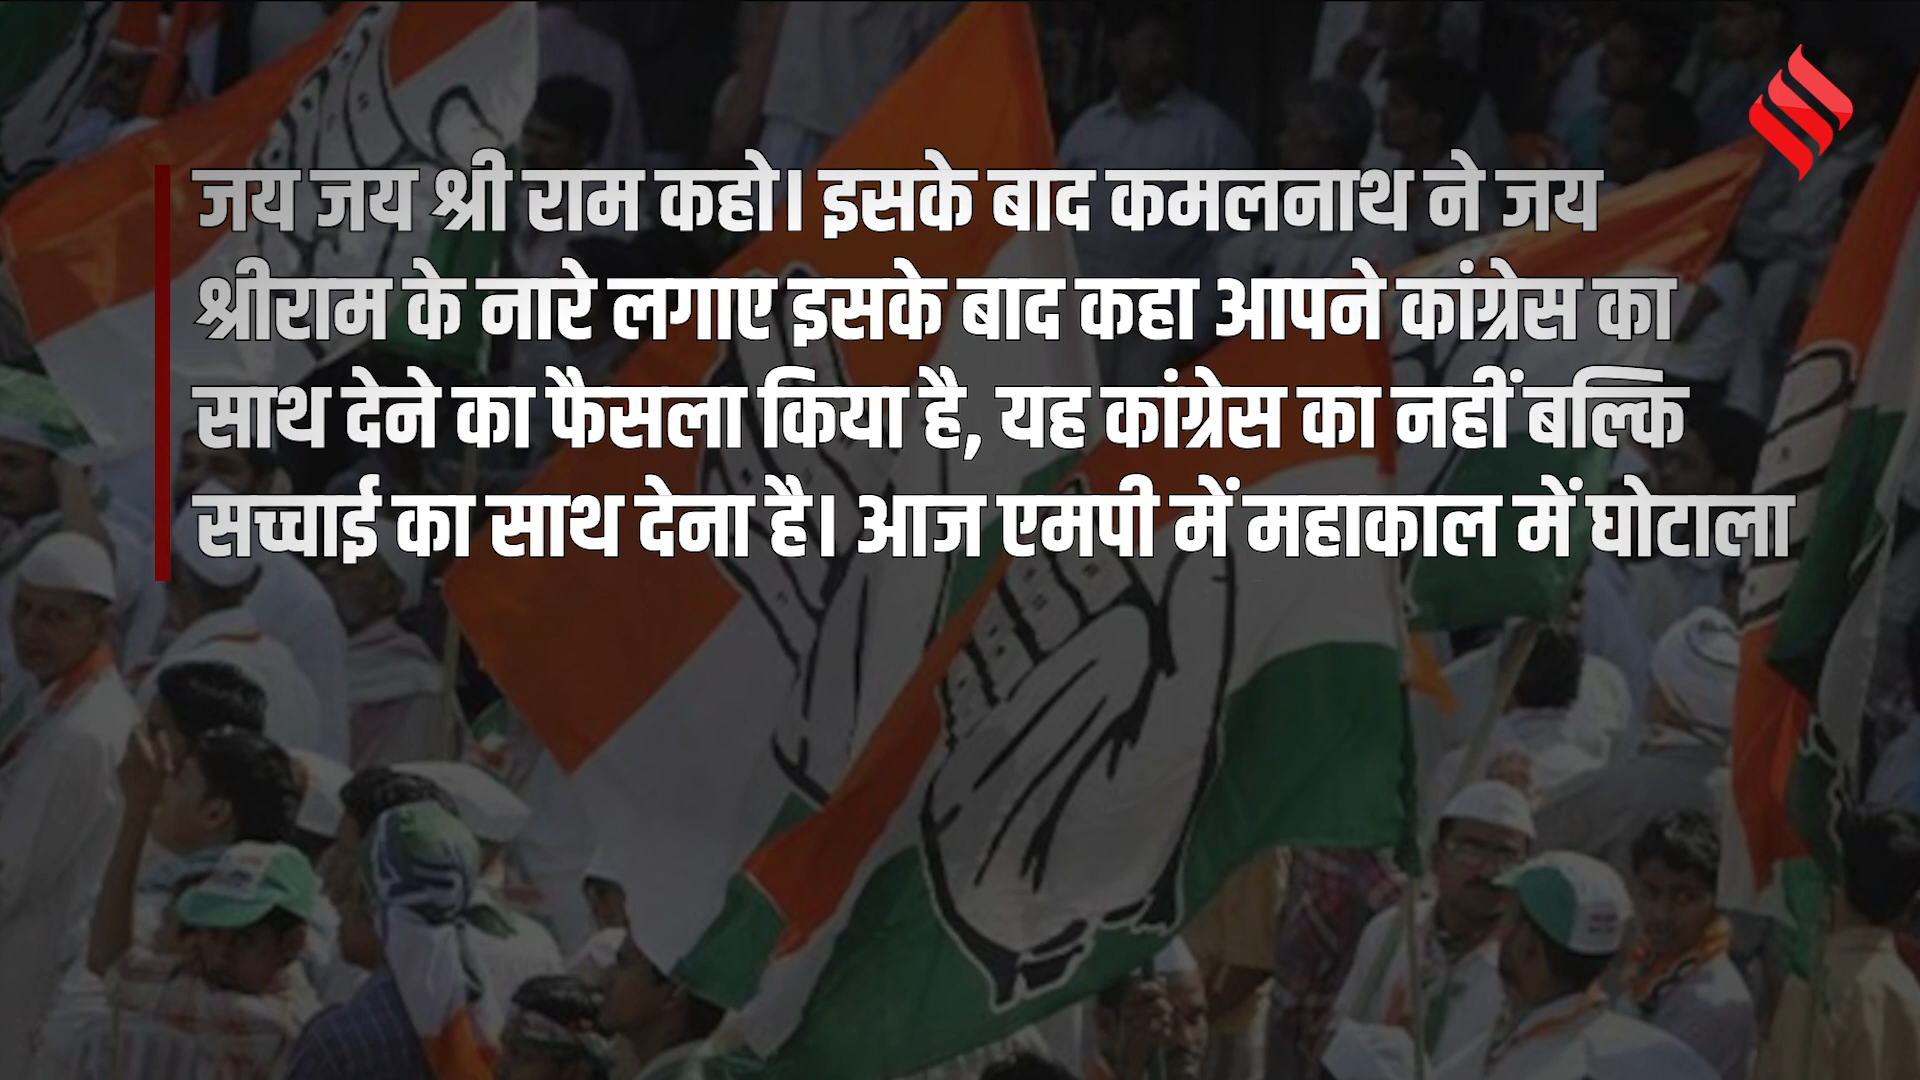 जय जय श्री राम कहो। इसके बाद कमलनाथ ने जय
श्रीराम के नारे लगाए इसके बाद कहा आपने कांग्रेस का
साथ देने का फैसला किया है, यह कांग्रेस का नहीं बल्कि
सच्चाई का साथ देना है। आज एमपी में महाकाल में घोटाला